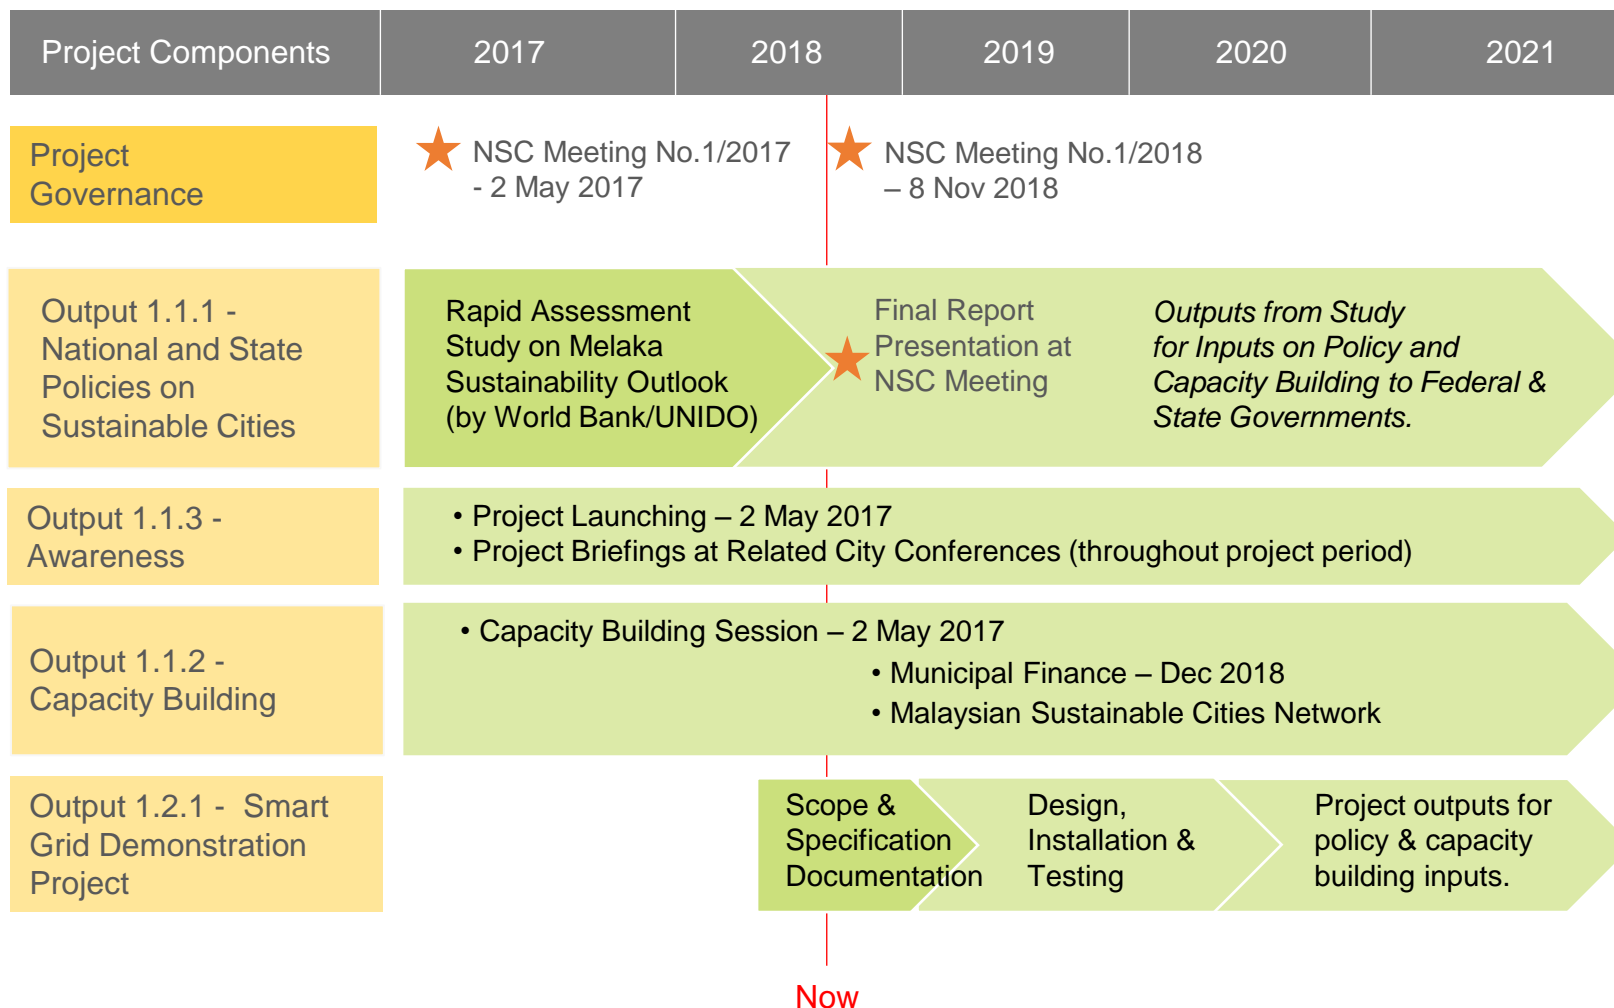 Project Components
2017
2018
2019
2020
2021
Project
Governance
NSC Meeting No.1/2017
- 2 May 2017
NSC Meeting No.1/2018
– 8 Nov 2018
Output 1.1.1 -
National and State
Policies on
Sustainable Cities
Rapid Assessment
Study on Melaka
Sustainability Outlook
(by World Bank/UNIDO)
Final Report
Presentation at
NSC Meeting
Outputs from Study
for Inputs on Policy and
Capacity Building to Federal &
State Governments.
Output 1.1.3 -
Awareness
• Project Launching – 2 May 2017
• Project Briefings at Related City Conferences (throughout project period)
Output 1.1.2 -
Capacity Building
• Capacity Building Session – 2 May 2017
• Municipal Finance – Dec 2018
• Malaysian Sustainable Cities Network
Output 1.2.1 - Smart
Grid Demonstration
Project
Scope &
Specification
Documentation
Design,
Installation &
Testing
Project outputs for
policy & capacity
building inputs.
Now